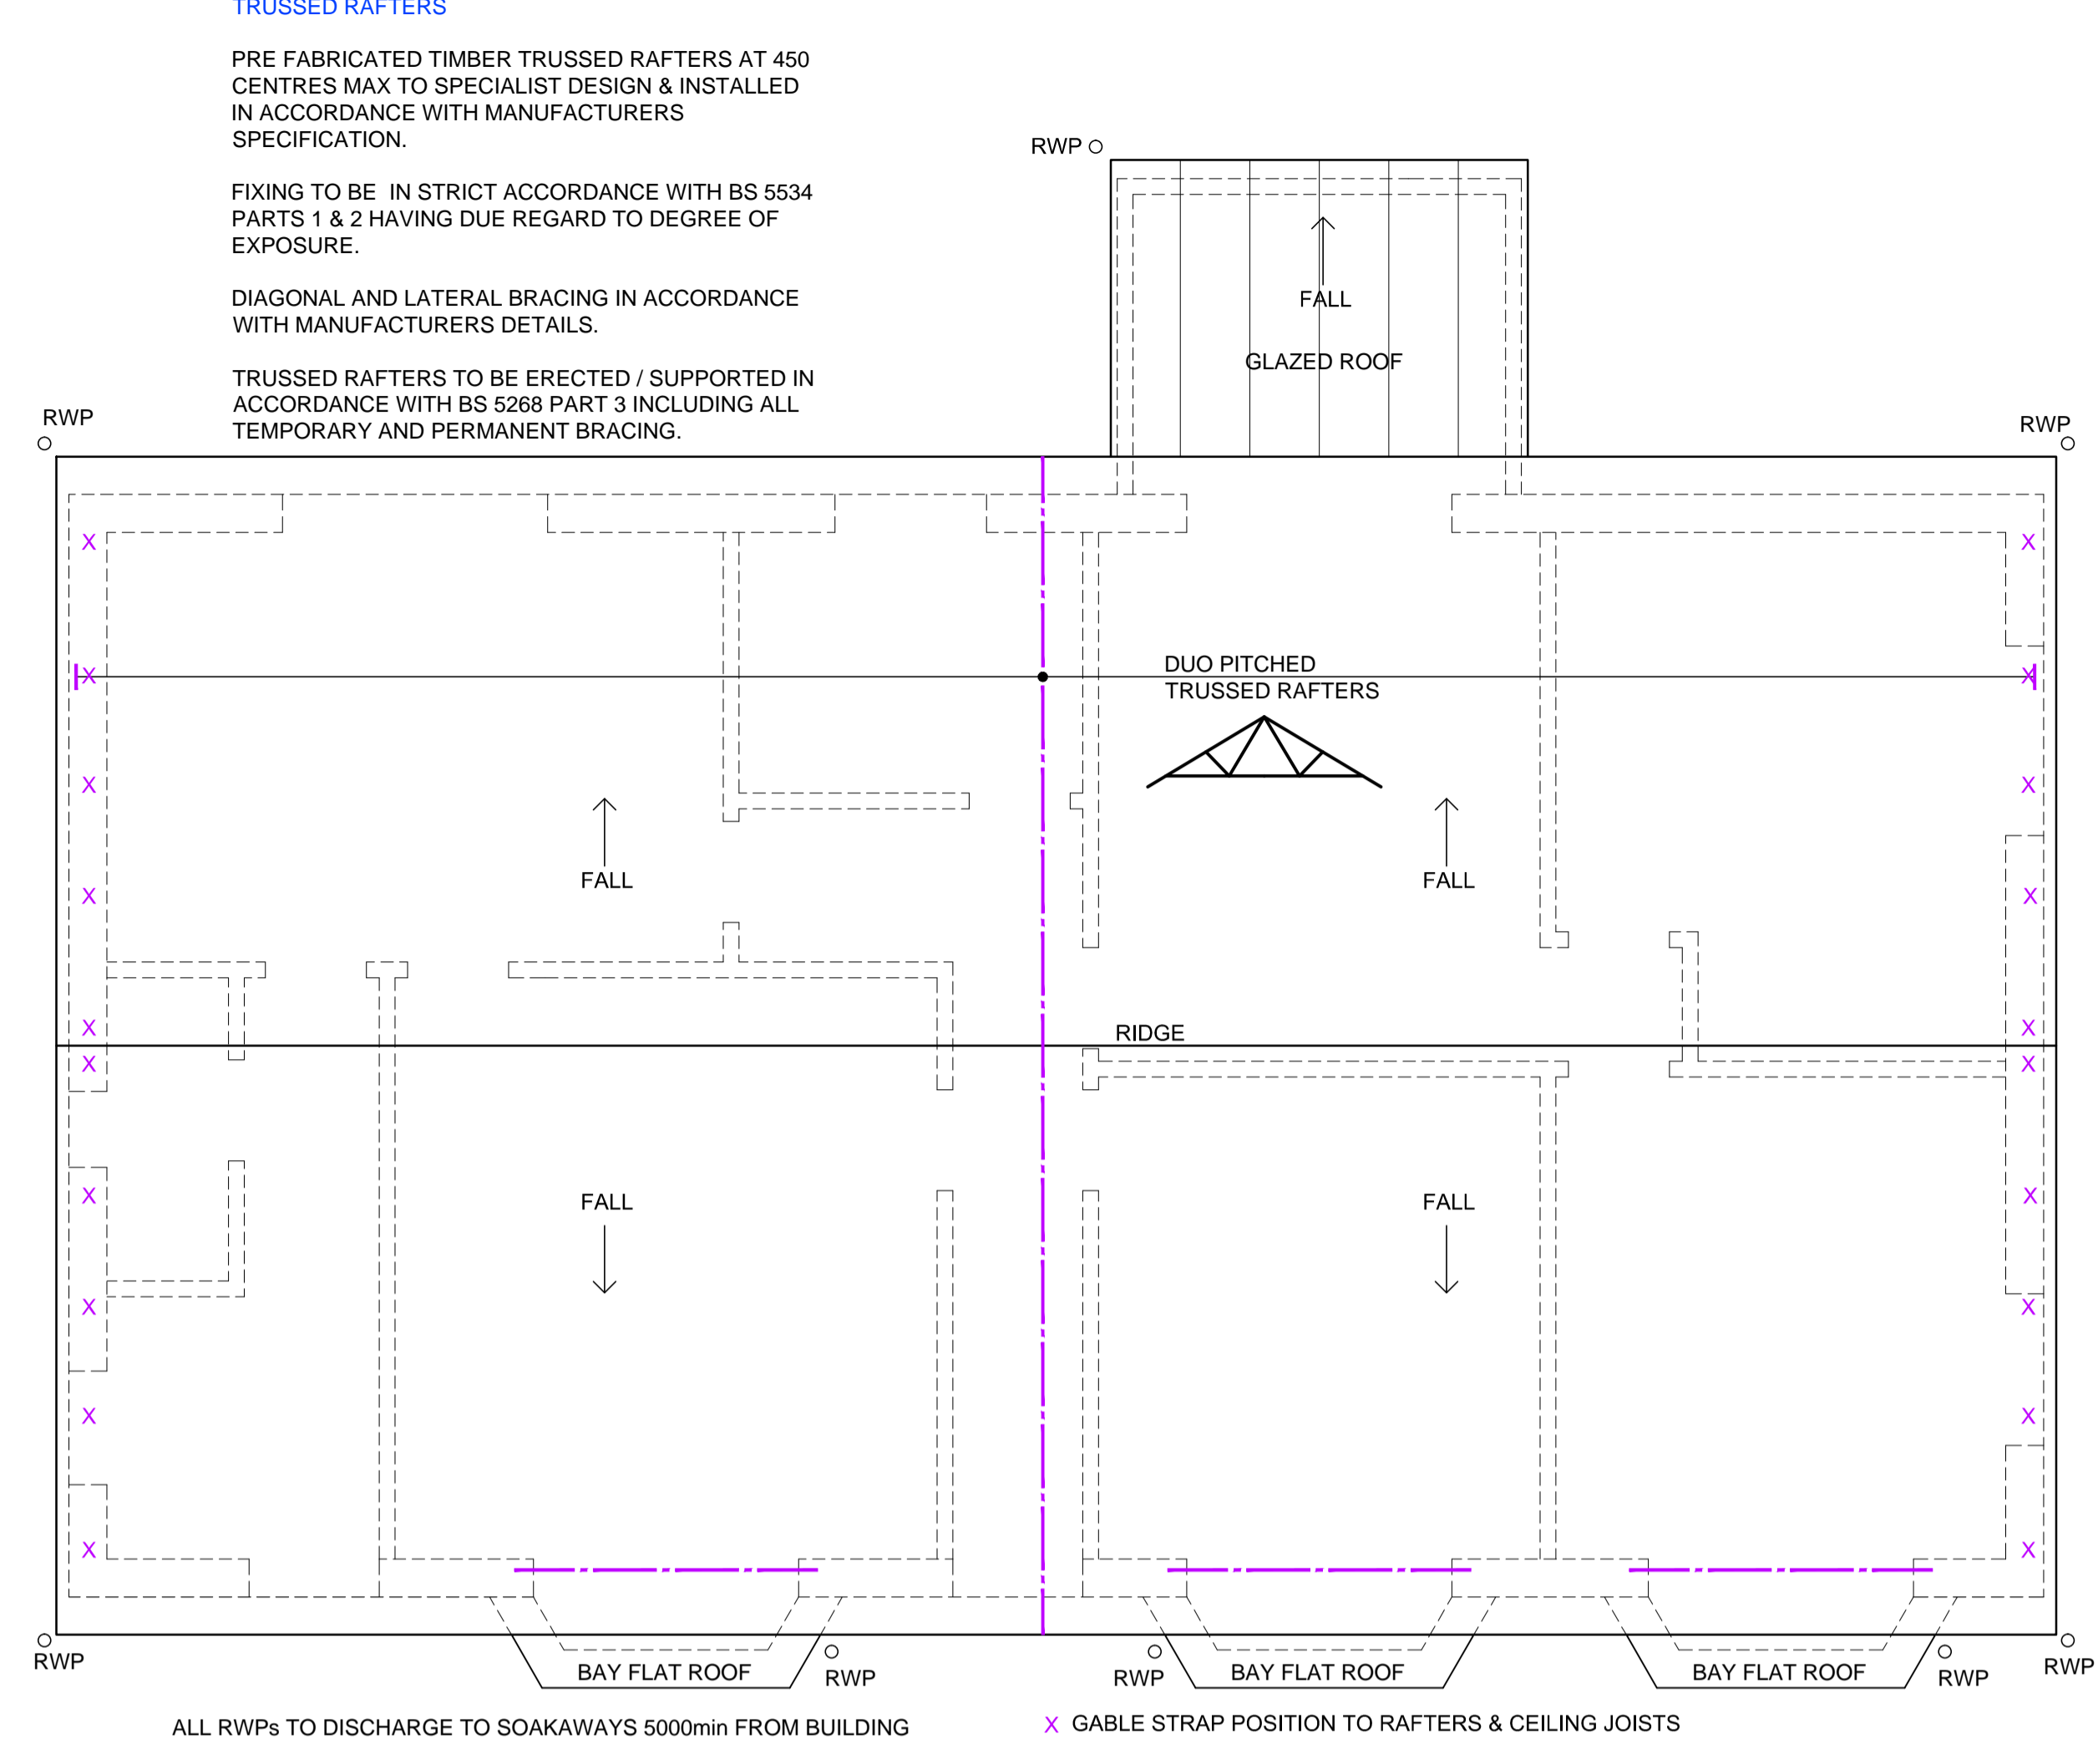 TRUSSED RAFTERS
PRE FABRICATED TIMBER TRUSSED RAFTERS AT 450
CENTRES MAX TO SPECIALIST DESIGN & INSTALLED
IN ACCORDANCE WITH MANUFACTURERS
SPECIFICATION.
FIXING TO BE IN STRICT ACCORDANCE WITH BS 5534
PARTS 1 & 2 HAVING DUE REGARD TO DEGREE OF
EXPOSURE.
DIAGONAL AND LATERAL BRACING IN ACCORDANCE
WITH MANUFACTURERS DETAILS.
TRUSSED RAFTERS TO BE ERECTED / SUPPORTED IN
ACCORDANCE WITH BS 5268 PART 3 INCLUDING ALL
TEMPORARY AND PERMANENT BRACING.
RWP
FALL
GLAZED ROOF
RWP
RWP
X
X
X
X
DUO PITCHED
TRUSSED RAFTERS
X
X
FALL
FALL
X
X
X
X
RIDGE
X
X
X
X
FALL
FALL
X
X
X
X
X
X
RWP
BAY FLAT ROOF
RWP
RWP
BAY FLAT ROOF
BAY FLAT ROOF
RWP
RWP
ALL RWPs TO DISCHARGE TO SOAKAWAYS 5000min FROM BUILDING
X GABLE STRAP POSITION TO RAFTERS & CEILING JOISTS